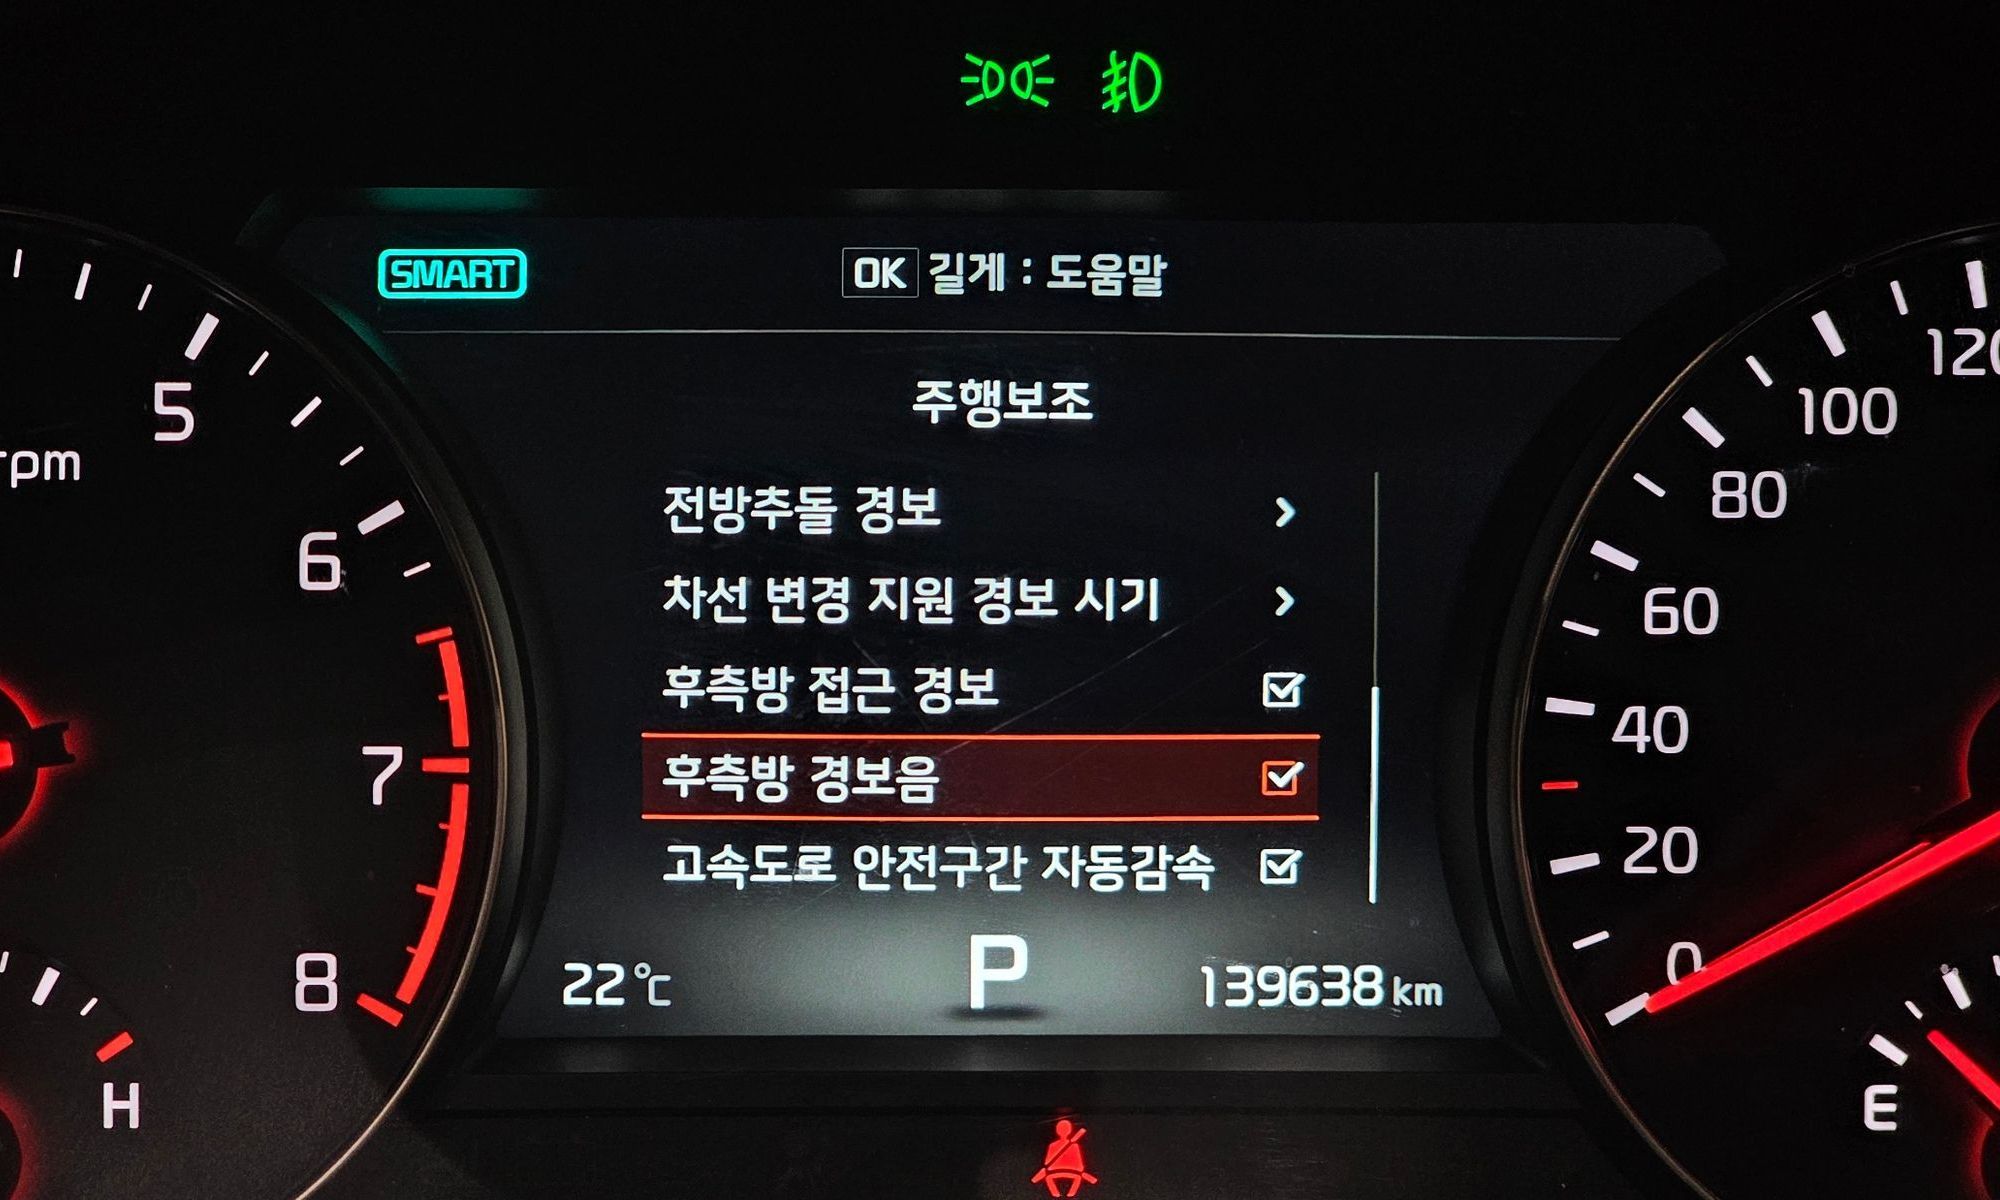 SMART
OK 길게 : 도움말
주행보조
전방추돌 경보
차선 변경 지원 경보 시기
후측방 접근 경보
후측방 경보음
고속도로 안전구간 자동감속
22℃
P
139638 km
rpm
5
6
7
8
H
120
100
80
60
40
20
0
E